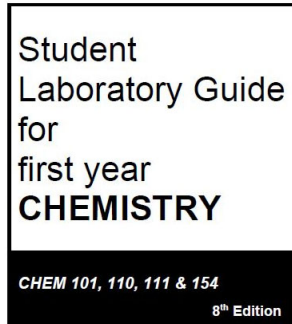 Student
Laboratory Guide
for
first year
CHEMISTRY
CHEM 101, 110, 111 & 154
8th Edition